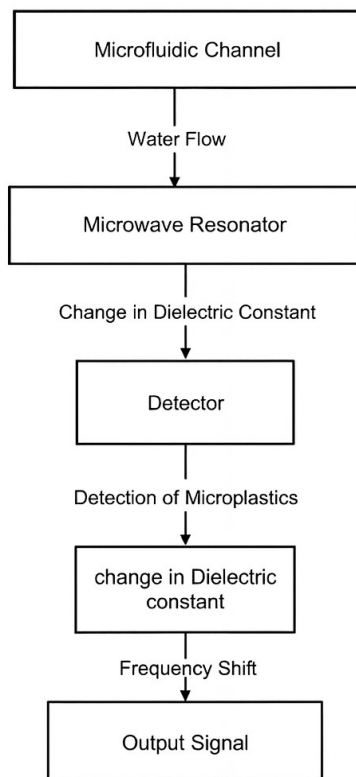 Microfluidic Channel
Water Flow
Microwave Resonator
Change in Dielectric Constant
Detector
Detection of Microplastics
change in Dielectric
constant
Frequency Shift
Output Signal